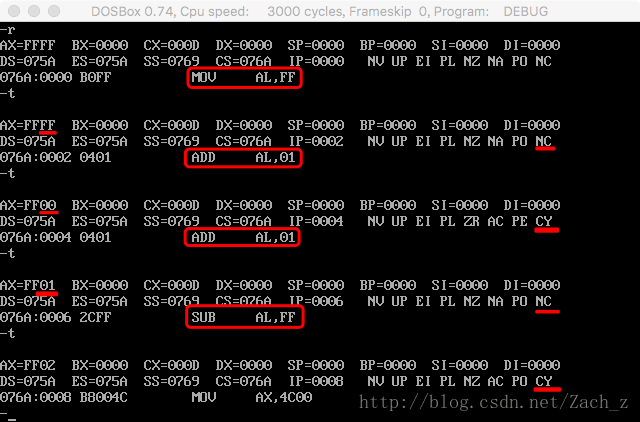 DOSBox 0.74, Cpu speed:    3000 cycles, Frameskip  0, Program:    DEBUG
-r
AX=FFFF  BX=0000  CX=000D  DX=0000  SP=0000  BP=0000  SI=0000  DI=0000
DS=075A  ES=075A  SS=0769  CS=076A  IP=0000   NV UP EI PL NZ NA PO NC
076A:0000 B0FF          MOV     AL,FF
-t
AX=FFFF  BX=0000  CX=000D  DX=0000  SP=0000  BP=0000  SI=0000  DI=0000
DS=075A  ES=075A  SS=0769  CS=076A  IP=0002   NV UP EI PL NZ NA PO NC
076A:0002 0401          ADD     AL,01
-t
AX=FF00  BX=0000  CX=000D  DX=0000  SP=0000  BP=0000  SI=0000  DI=0000
DS=075A  ES=075A  SS=0769  CS=076A  IP=0004   NV UP EI PL ZR AC PE CY
076A:0004 0401          ADD     AL,01
-t
AX=FF01  BX=0000  CX=000D  DX=0000  SP=0000  BP=0000  SI=0000  DI=0000
DS=075A  ES=075A  SS=0769  CS=076A  IP=0006   NV UP EI PL NZ NA PO NC
076A:0006 2CFF          SUB     AL,FF
-t
AX=FF02  BX=0000  CX=000D  DX=0000  SP=0000  BP=0000  SI=0000  DI=0000
DS=075A  ES=075A  SS=0769  CS=076A  IP=0008   NV UP EI PL NZ AC PO CY
076A:0008 B8004C        MOV     AX,4C00
-_
http://blog.csdn.net/Zach_z